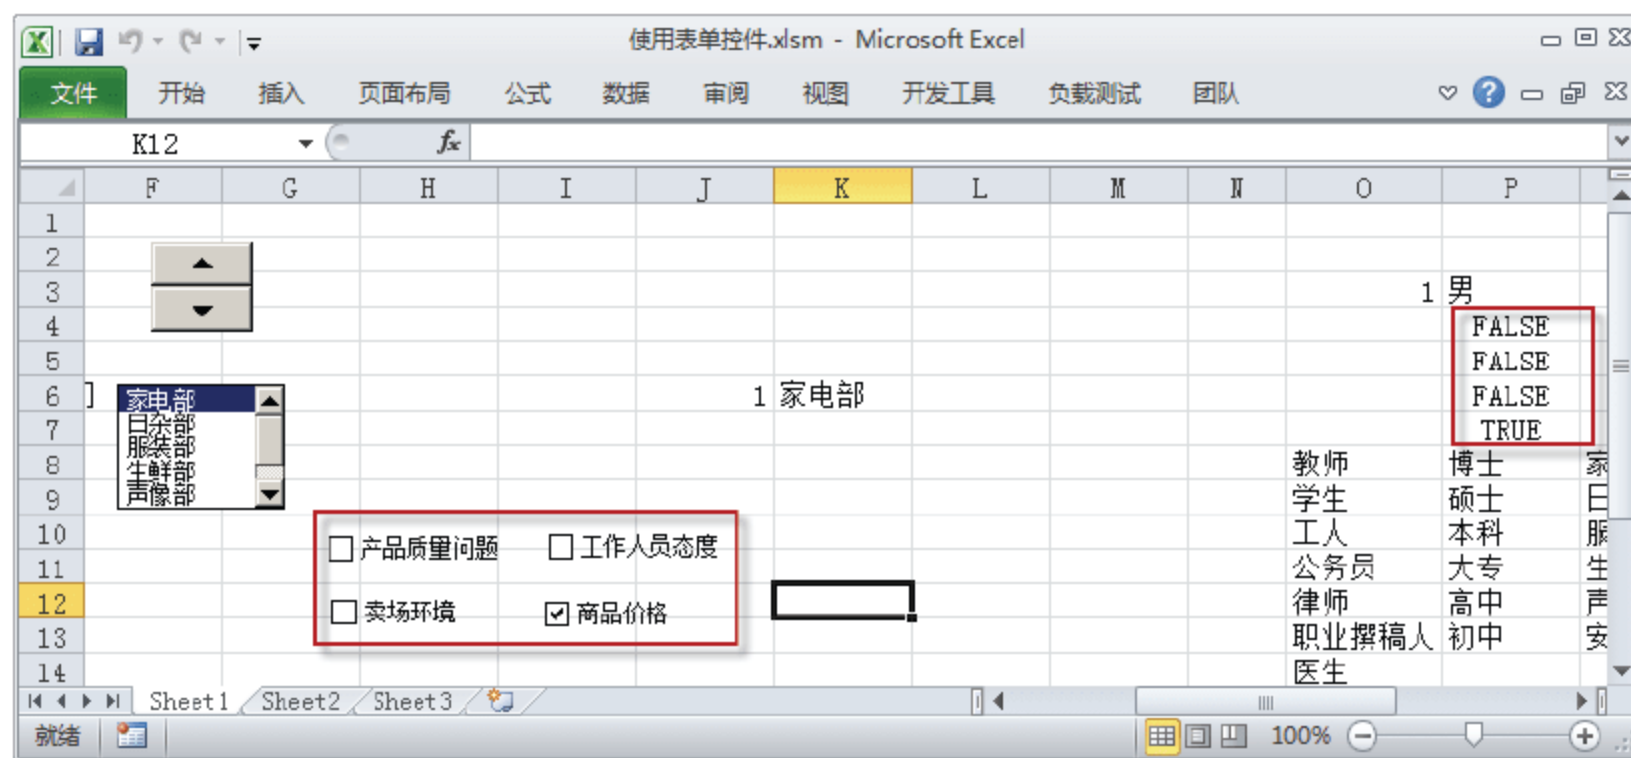 使用表单控件.xlsm - Microsoft Excel
文件 开始 插入 页面布局 公式 数据 审阅 视图 开发工具 负载测试 团队
K12 fx
F G H I J K L M N O P
1
2
3 1 男
4 FALSE
5 FALSE
6 家电部 1 家电部 FALSE
7 日杂部 TRUE
服装部
8 生鲜部 教师 博士 家
9 声像部 学生 硕士 日
10 产品质量问题 工作人员态度 工人 本科 服
11 公务员 大专 生
12 卖场环境 商品价格 律师 高中 声
13 职业撰稿人 初中 安
14 医生
Sheet1 Sheet2 Sheet3
就绪 100%